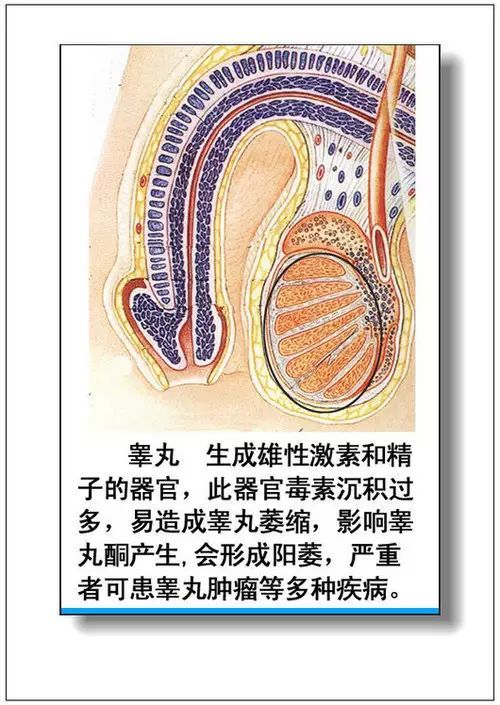 睾丸　生成雄性激素和精
子的器官，此器官毒素沉积过
多，易造成睾丸萎缩，影响睾
丸酮产生,会形成阳萎，严重
者可患睾丸肿瘤等多种疾病。